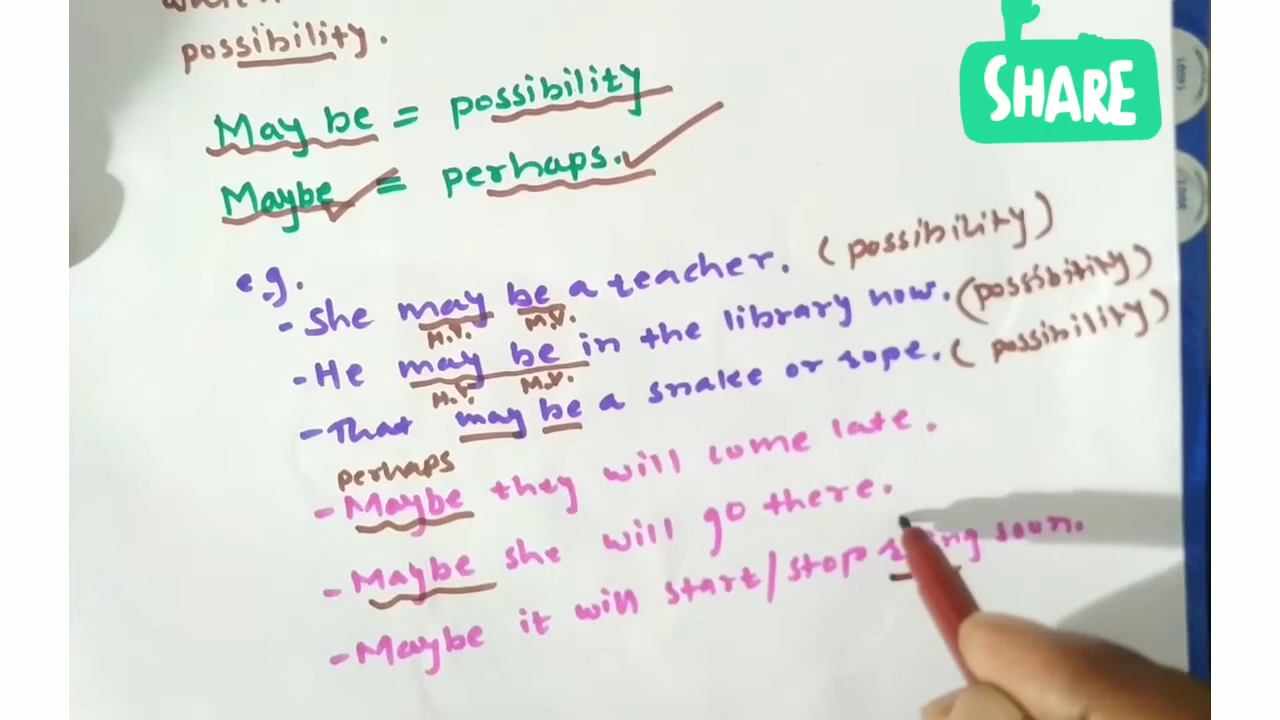 possibility.
May be = possibility
Maybe = perhaps.
e.g.
- She may be a teacher. (possibility)
M.V. M.V.
- He may be in the library now. (possibility)
M.V. M.V.
- That may be a snake or rope. (possibility)
perhaps
- Maybe they will come late.
- Maybe she will go there.
- Maybe it will start/stop soon.
SHARE